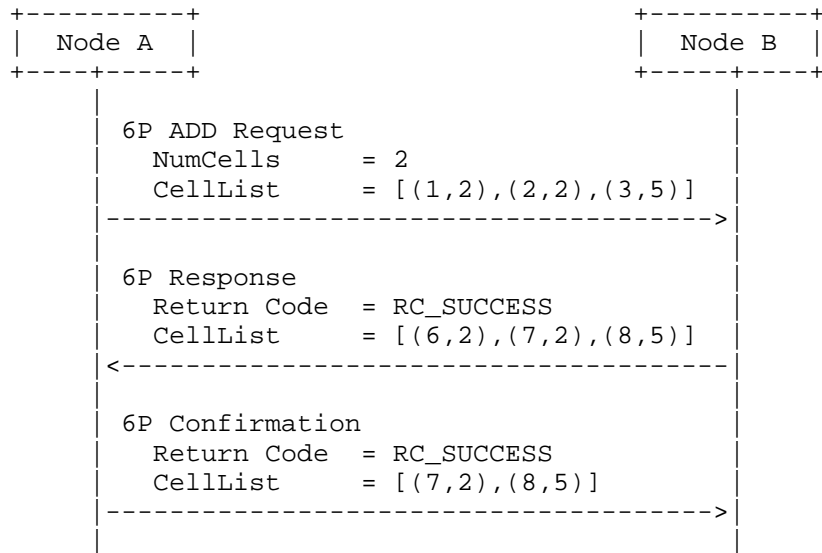 Node A
Node B
6P ADD Request
NumCells = 2
CellList = [(1,2),(2,2),(3,5)]
6P Response
Return Code = RC_SUCCESS
CellList = [(6,2),(7,2),(8,5)]
6P Confirmation
Return Code = RC_SUCCESS
CellList = [(7,2),(8,5)]